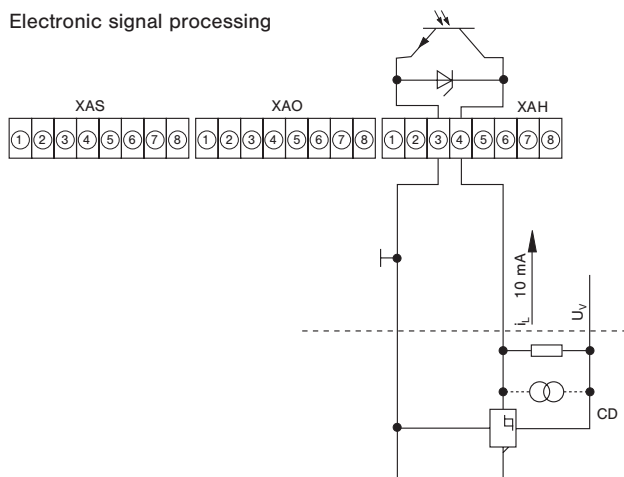 Electronic signal processing
XAS XAO XAH
1 2 3 4 5 6 7 8 1 2 3 4 5 6 7 8 1 2 3 4 5 6 7 8
iL 10 mA
UV
CD